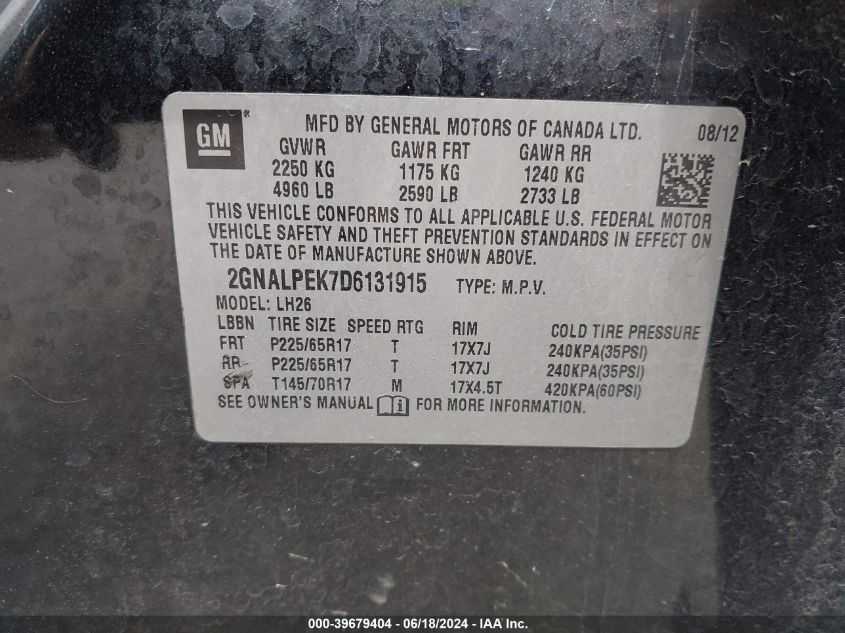 GM
MFD BY GENERAL MOTORS OF CANADA LTD. 08/12
GVWR GAWR FRT GAWR RR
2250 KG 1175 KG 1240 KG
4960 LB 2590 LB 2733 LB
THIS VEHICLE CONFORMS TO ALL APPLICABLE U.S. FEDERAL MOTOR
VEHICLE SAFETY AND THEFT PREVENTION STANDARDS IN EFFECT ON
THE DATE OF MANUFACTURE SHOWN ABOVE.
2GNALPEK7D6131915 TYPE: M.P.V.
MODEL: LH26
LBBN TIRE SIZE SPEED RTG RIM COLD TIRE PRESSURE
FRT P225/65R17 T 17X7J 240KPA(35PSI)
RR P225/65R17 T 17X7J 240KPA(35PSI)
SPA T145/70R17 M 17X4.5T 420KPA(60PSI)
SEE OWNER'S MANUAL i FOR MORE INFORMATION.
000-39679404 - 06/18/2024 - IAA Inc.